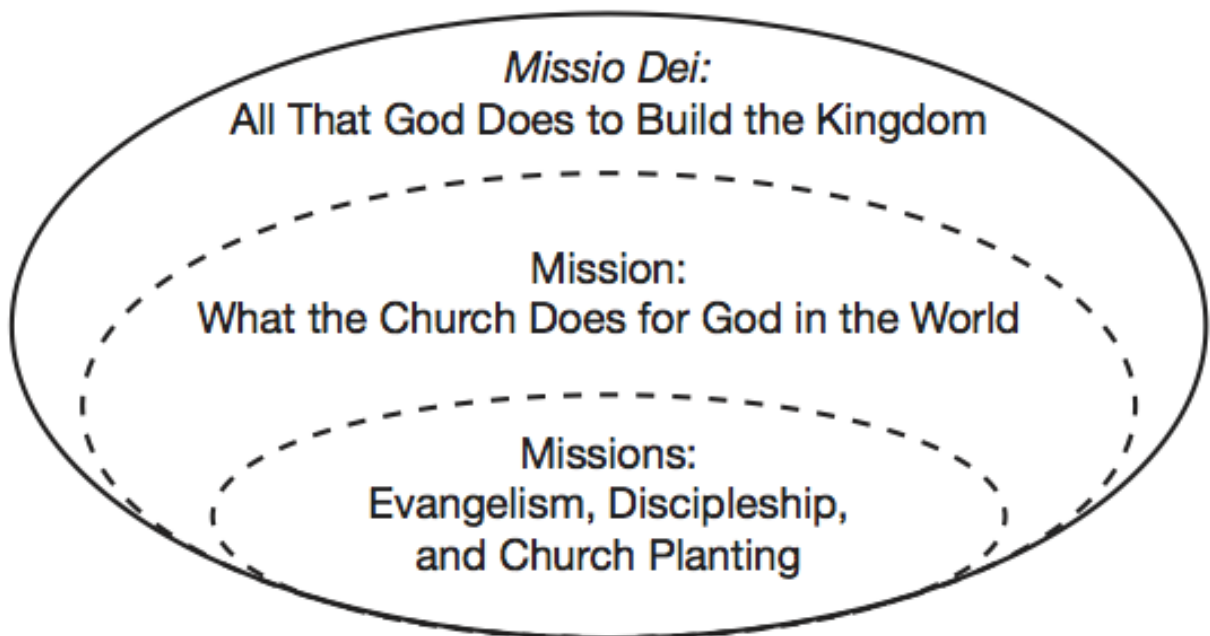 Missio Dei:
All That God Does to Build the Kingdom
Mission:
What the Church Does for God in the World
Missions:
Evangelism, Discipleship,
and Church Planting